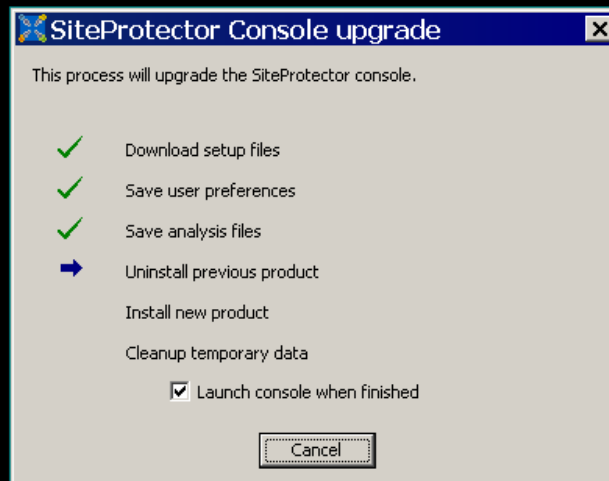 SiteProtector Console upgrade
This process will upgrade the SiteProtector console.
Download setup files
Save user preferences
Save analysis files
Uninstall previous product
Install new product
Cleanup temporary data
Launch console when finished
Cancel